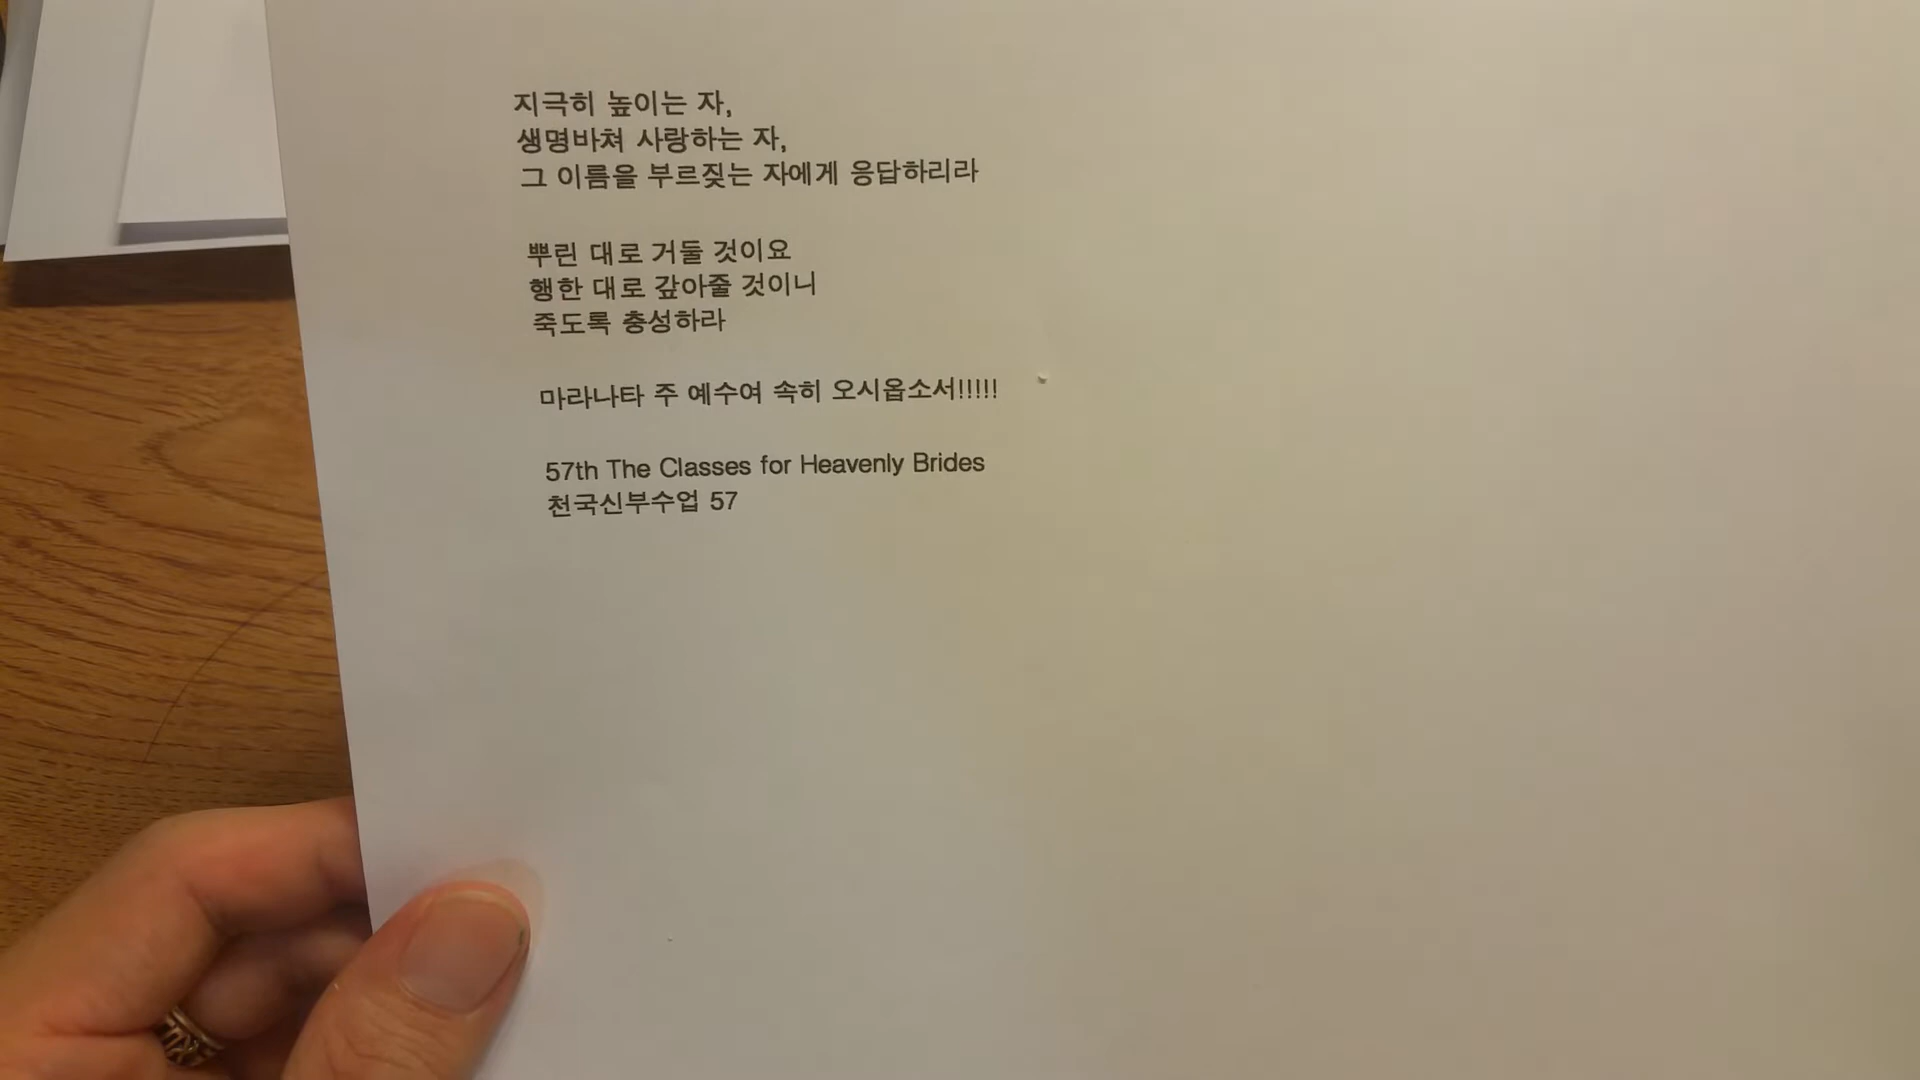 지극히 높이는 자,
생명바쳐 사랑하는 자,
그 이름을 부르짖는 자에게 응답하리라
뿌린 대로 거둘 것이요
행한 대로 갚아줄 것이니
죽도록 충성하라
마라나타 주 예수여 속히 오시옵소서!!!!!
57th The Classes for Heavenly Brides
천국신부수업 57